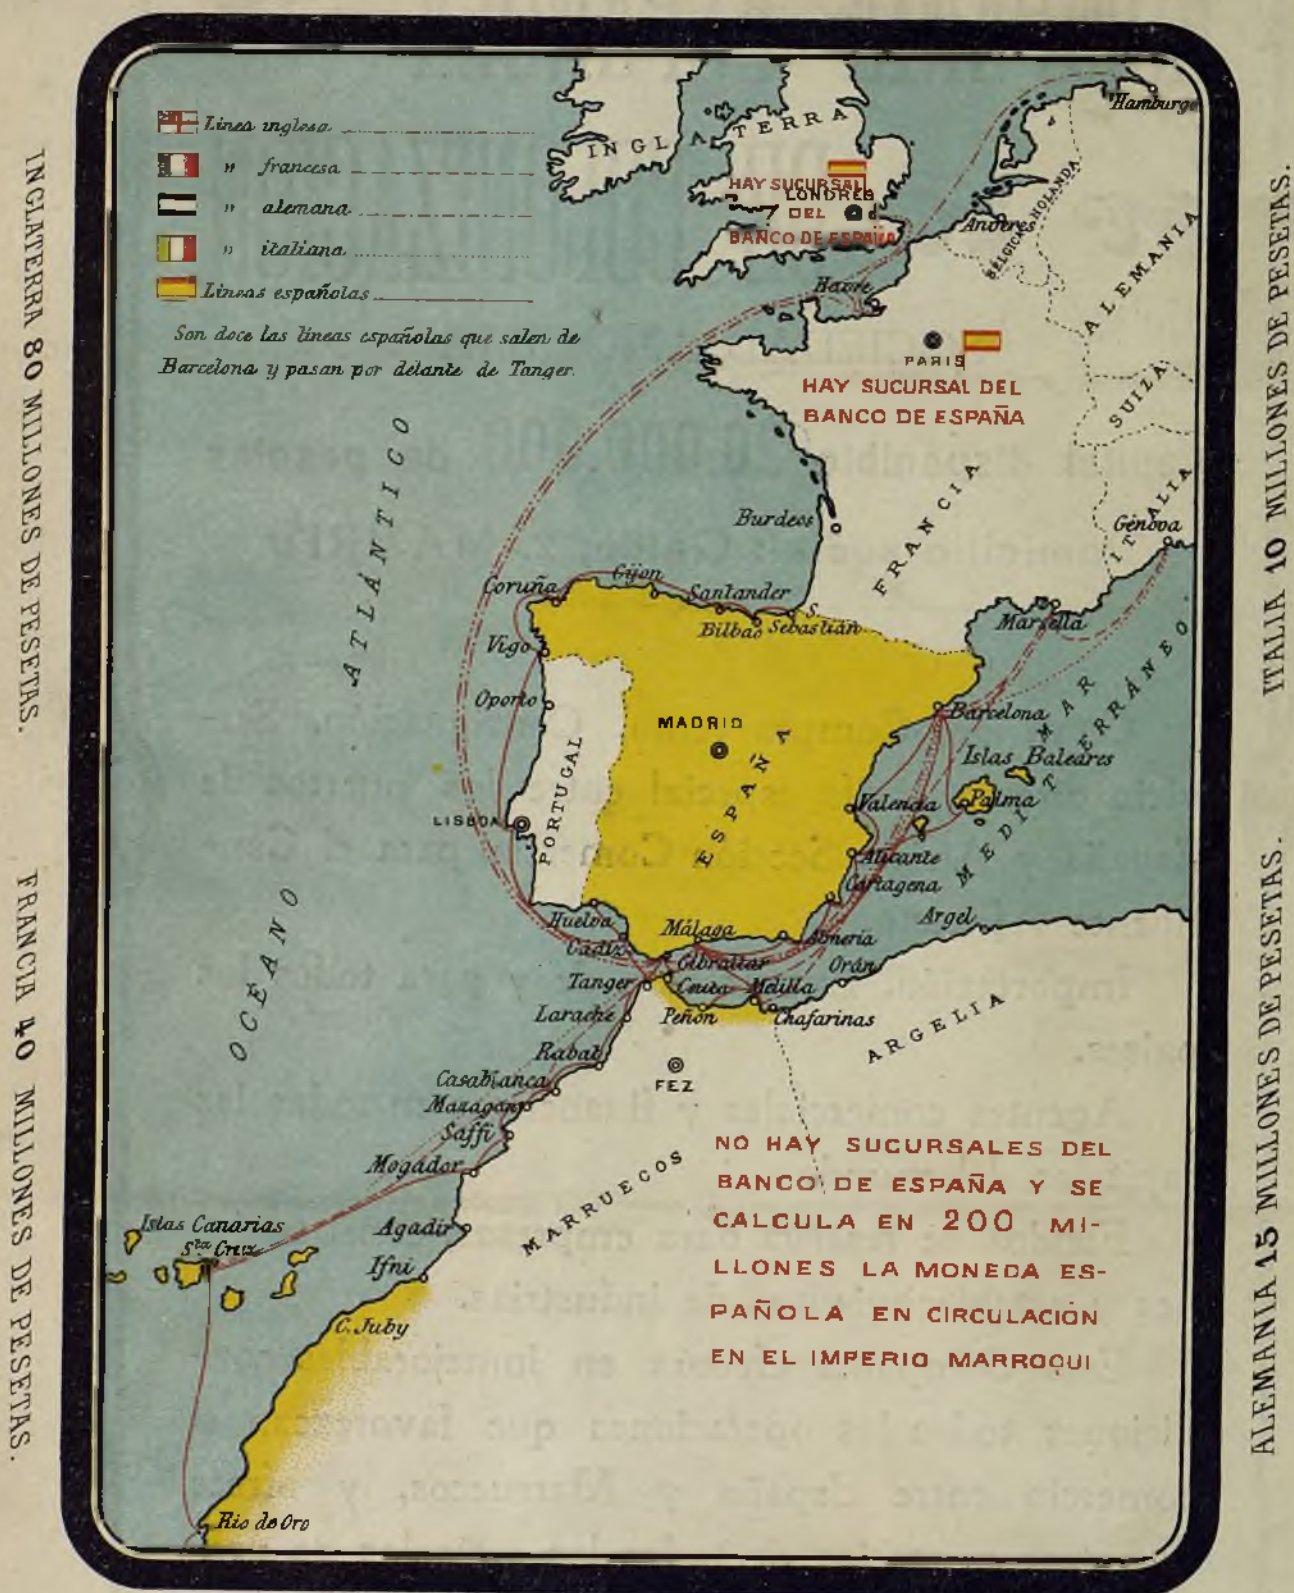 INGLATERRA 80 MILLONES DE PESETAS.
FRANCIA 40 MILLONES DE PESETAS.
ITALIA 10 MILLONES DE PESETAS.
ALEMANIA 15 MILLONES DE PESETAS.
Linea inglesa
" francesa
" alemana
" italiana
Lineas españolas
Son doce las líneas españolas que salen de
Barcelona y pasan por delante de Tanger.
INGLATERRA
HAY SUCURSAL
LONDRES
DEL
BANCO DE ESPAÑA
Hamburgo
HOLANDA
BÉLGICA
ALEMANIA
Havre
PARIS
HAY SUCURSAL DEL
BANCO DE ESPAÑA
SUIZA
ITALIA
FRANCIA
Burdeos
Génova
Marsella
OCÉANO ATLÁNTICO
Coruña
Gijon
Santander
Bilbao
S. Sebastián
Vigo
Oporto
MADRID
Barcelona
MAR MEDITERRÁNEO
Islas Baleares
Palma
PORTUGAL
ESPAÑA
LISBOA
Valencia
Alicante
Cartagena
Argel
Huelva
Málaga
Almería
Cádiz
Gibraltar
Orán
Tanger
Ceuta
Melilla
Larache
Peñón
Chafarinas
ARGELIA
Rabat
FEZ
Casablanca
Mazagan
Saffi
Mogador
MARRUECOS
NO HAY SUCURSALES DEL
BANCO DE ESPAÑA Y SE
CALCULA EN 200 MI-
LLONES LA MONEDA ES-
PAÑOLA EN CIRCULACIÓN
EN EL IMPERIO MARROQUI
Islas Canarias
Sta Cruz
Agadir
Ifni
C. Juby
Rio de Oro